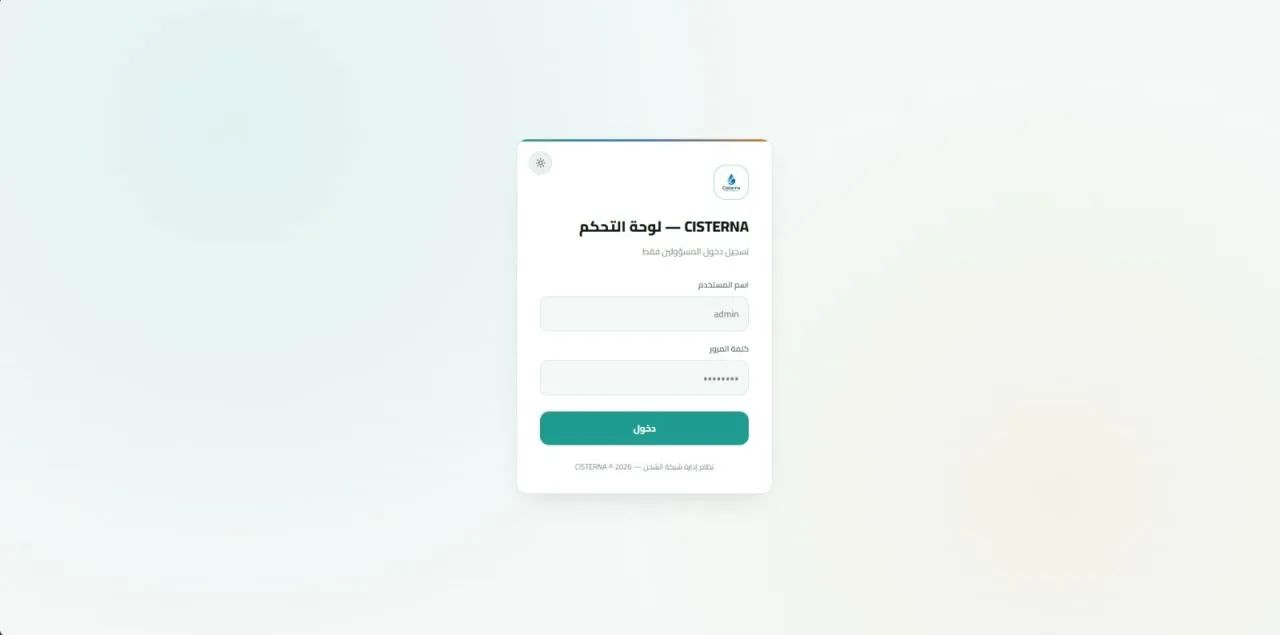 Cisterna
CISTERNA — لوحة التحكم
تسجيل دخول المسؤولين فقط
اسم المستخدم
admin
كلمة المرور
••••••••
دخول
نظام إدارة شبكة الشحن — CISTERNA © 2026